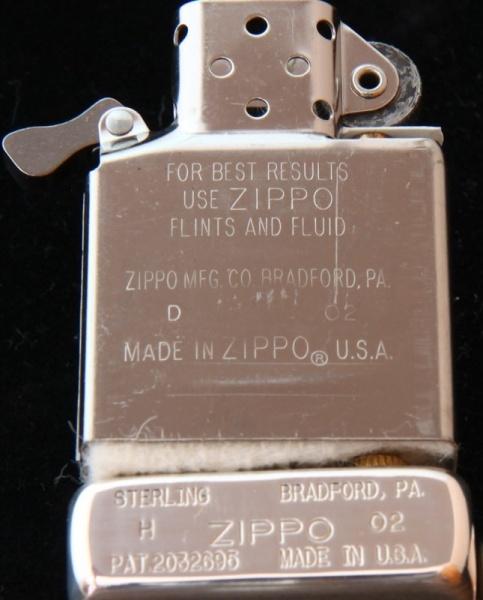 FOR BEST RESULTS
USE ZIPPO
FLINTS AND FLUID
ZIPPO MFG. CO. BRADFORD, PA.
D 02
MADE IN ZIPPO® U.S.A.
STERLING BRADFORD, PA.
H ZIPPO 02
PAT. 2032695 MADE IN U.S.A.